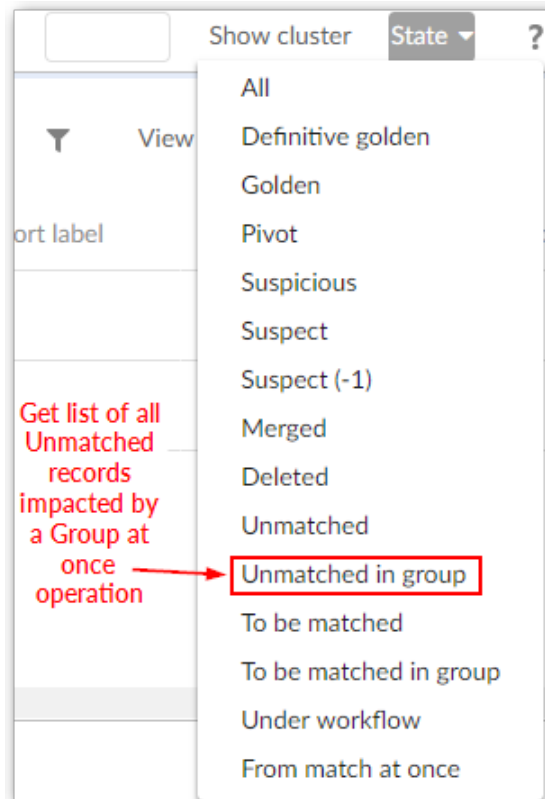 Show cluster State ?
All
View
Definitive golden
Golden
ort label
Pivot
Suspicious
Suspect
Suspect (-1)
Get list of all
Unmatched
records
impacted by
a Group at
once
operation
Merged
Deleted
Unmatched
Unmatched in group
To be matched
To be matched in group
Under workflow
From match at once